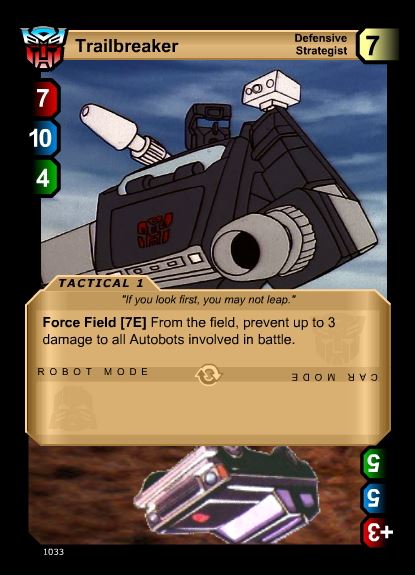 Trailbreaker
Defensive
Strategist
7
7
10
4
TACTICAL 1
"If you look first, you may not leap."
Force Field [7E] From the field, prevent up to 3
damage to all Autobots involved in battle.
ROBOT MODE
CAR MODE
5
5
+3
1033